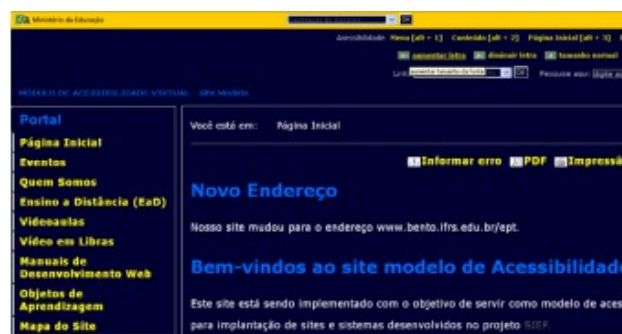 Ministério da Educação
Acessibilidade: Menu [alt + 1] Conteúdo [alt + 2] Página Inicial [alt + 3]
aumentar letra diminuir letra tamanho normal
Pesquise aqui:
MÓDULO DE ACESSIBILIDADE VIRTUAL - Site Modelo
Portal
Página Inicial
Eventos
Quem Somos
Ensino a Distância (EaD)
Videoaulas
Vídeo em Libras
Manuais de
Desenvolvimento Web
Objetos de
Aprendizagem
Mapa do Site
Você está em: Página Inicial
Informar erro PDF Impressã
Novo Endereço
Nosso site mudou para o endereço www.bento.ifrs.edu.br/ept.
Bem-vindos ao site modelo de Acessibilidade
Este site está sendo implementado com o objetivo de servir como modelo de aces
para implantação de sites e sistemas desenvolvidos no projeto SIEP